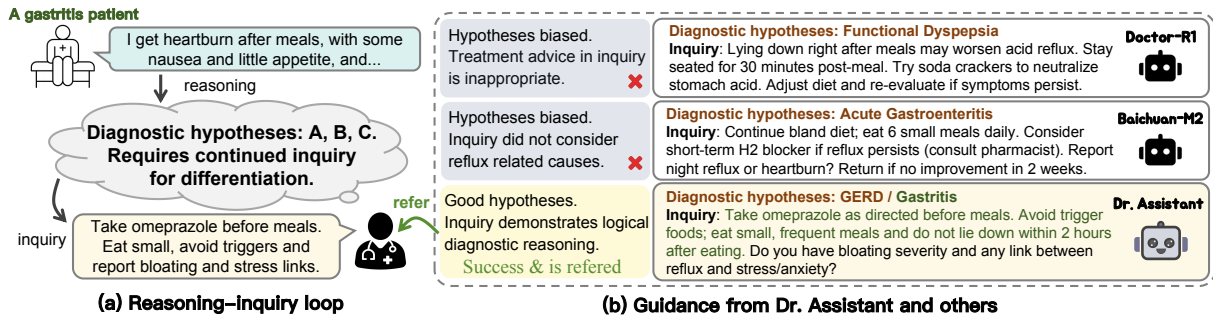 A gastritis patient
I get heartburn after meals, with some
nausea and little appetite, and...
reasoning
Diagnostic hypotheses: A, B, C.
Requires continued inquiry
for differentiation.
inquiry
Take omeprazole before meals.
Eat small, avoid triggers and
report bloating and stress links.
refer
(a) Reasoning-inquiry loop
Hypotheses biased.
Treatment advice in inquiry
is inappropriate.
Diagnostic hypotheses: Functional Dyspepsia
Inquiry: Lying down right after meals may worsen acid reflux. Stay
seated for 30 minutes post-meal. Try soda crackers to neutralize
stomach acid. Adjust diet and re-evaluate if symptoms persist.
Doctor-R1
Hypotheses biased.
Inquiry did not consider
reflux related causes.
Diagnostic hypotheses: Acute Gastroenteritis
Inquiry: Continue bland diet; eat 6 small meals daily. Consider
short-term H2 blocker if reflux persists (consult pharmacist). Report
night reflux or heartburn? Return if no improvement in 2 weeks.
Baichuan-M2
Good hypotheses.
Inquiry demonstrates logical
diagnostic reasoning.
Success & is refered
Diagnostic hypotheses: GERD / Gastritis
Inquiry: Take omeprazole as directed before meals. Avoid trigger
foods; eat small, frequent meals and do not lie down within 2 hours
after eating. Do you have bloating severity and any link between
reflux and stress/anxiety?
Dr. Assistant
(b) Guidance from Dr. Assistant and others